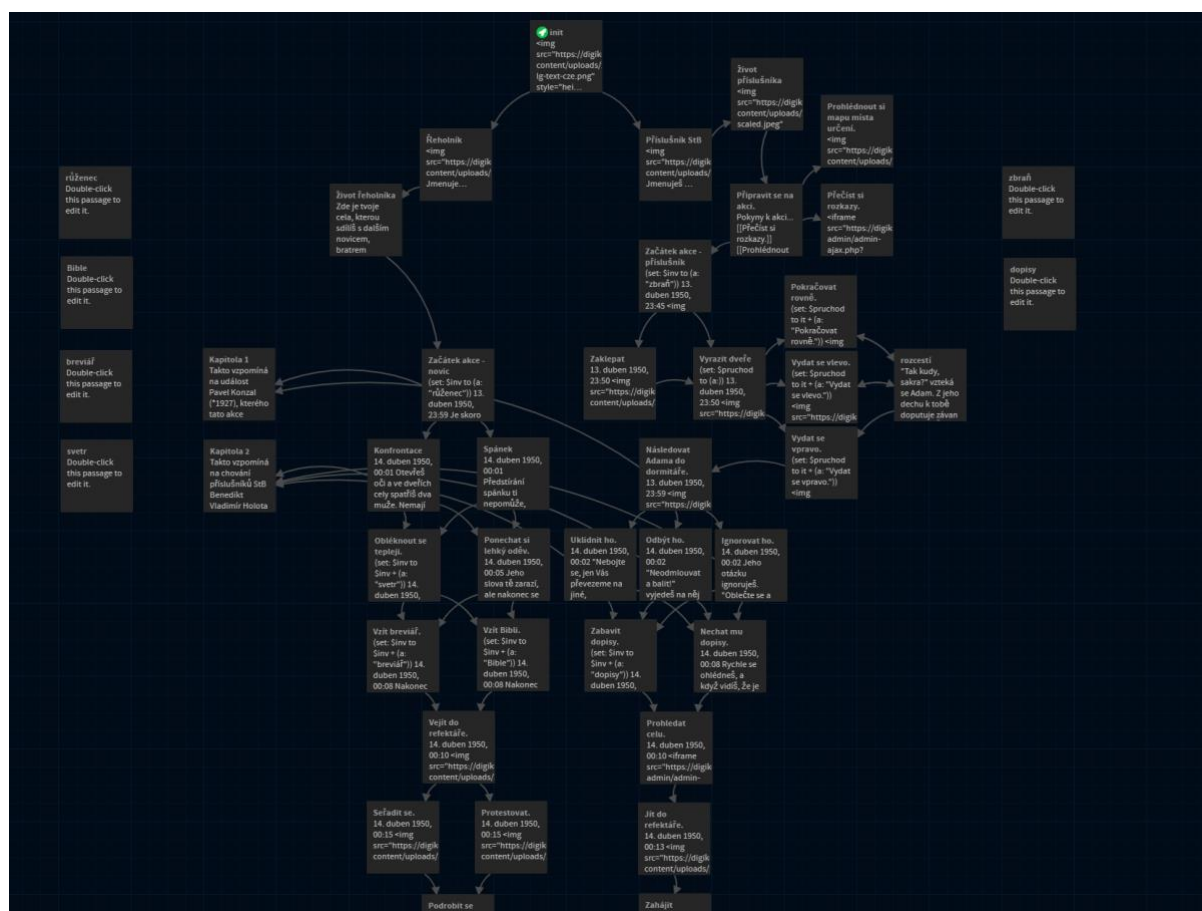 init
<img
src="https://digik
content/uploads/
lg-text-cze.png"
style="hei...
život
příslušníka
<img
src="https://digik
content/uploads/
scaled.jpeg"
Prohlédnout si
mapu místa
určení.
<img
src="https://digik
content/uploads/
Řeholník
<img
src="https://digik
content/uploads/
Jmenuje...
Příslušník StB
<img
src="https://digik
content/uploads/
Jmenuješ ...
růženec
Double-click
this passage to
edit it.
život řeholníka
Zde je tvoje
cela, kterou
sdílíš s dalším
novicem,
bratrem
Připravit se na
akci.
Pokyny k akci...
[[Přečíst si
rozkazy.]]
[[Prohlédnout
Přečíst si
rozkazy.
<iframe
src="https://digik
admin/admin-
ajax.php?
zbraň
Double-click
this passage to
edit it.
Bible
Double-click
this passage to
edit it.
Začátek akce -
příslušník
(set: $inv to (a:
"zbraň")) 13.
duben 1950,
23:45 <img
dopisy
Double-click
this passage to
edit it.
Pokračovat
rovně.
(set: $pruchod
to it + (a:
"Pokračovat
rovně.")) <img
breviář
Double-click
this passage to
edit it.
Kapitola 1
Takto vzpomíná
na událost
Pavel Konzal
(*1927), kterého
tato akce
Začátek akce -
novic
(set: $inv to (a:
"růženec")) 13.
duben 1950,
23:59 Je skoro
Zaklepat
13. duben 1950,
23:50 <img
src="https://digik
content/uploads/
Vyrazit dveře
(set: $pruchod
to (a:)) 13.
duben 1950,
23:50 <img
src="https://digik
Vydat se vlevo.
(set: $pruchod
to it + (a: "Vydat
se vlevo."))
<img
src="https://digik
rozcestí
"Tak kudy,
sakra?" vzteká
se Adam. Z jeho
dechu k tobě
doputuje závan
svetr
Double-click
this passage to
edit it.
Kapitola 2
Takto vzpomíná
na chování
příslušníků StB
Benedikt
Vladimír Holota
Konfrontace
14. duben 1950,
00:01 Otevřeš
oči a ve dveřích
cely spatříš dva
muže. Nemají
Spánek
14. duben 1950,
00:01
Předstírání
spánku ti
nepomůže,
Následovat
Adama do
dormitáře.
13. duben 1950,
23:59 <img
src="https://digik
Vydat se
vpravo.
(set: $pruchod
to it + (a: "Vydat
se vpravo."))
<img
Obléknout se
tepleji.
(set: $inv to
$inv + (a:
"svetr")) 14.
duben 1950,
Ponechat si
lehký oděv.
14. duben 1950,
00:05 Jeho
slova tě zarazí,
ale nakonec se
Uklidnit ho.
14. duben 1950,
00:02 "Nebojte
se, jen Vás
převezeme na
jiné,
Odbýt ho.
14. duben 1950,
00:02
"Neodmlouvat
a balit!"
vyjedeš na něj
Ignorovat ho.
14. duben 1950,
00:02 Jeho
otázku
ignoruješ.
"Oblečte se a
Vzít breviář.
(set: $inv to
$inv + (a:
"breviář")) 14.
duben 1950,
00:08 Nakonec
Vzít Bibli.
(set: $inv to
$inv + (a:
"Bible")) 14.
duben 1950,
00:08 Nakonec
Zabavit
dopisy.
(set: $inv to
$inv + (a:
"dopisy")) 14.
duben 1950,
Nechat mu
dopisy.
14. duben 1950,
00:08 Rychle se
ohlédneš, a
když vidíš, že je
Vejít do
refektáře.
14. duben 1950,
00:10 <img
src="https://digik
content/uploads/
Prohledat
celu.
14. duben 1950,
00:10 <iframe
src="https://digik
admin/admin-
Seřadit se.
14. duben 1950,
00:15 <img
src="https://digik
content/uploads/
Protestovat.
14. duben 1950,
00:15 <img
src="https://digik
content/uploads/
Jít do
refektáře.
14. duben 1950,
00:13 <img
src="https://digik
content/uploads/
Podrobit se
Zahájit